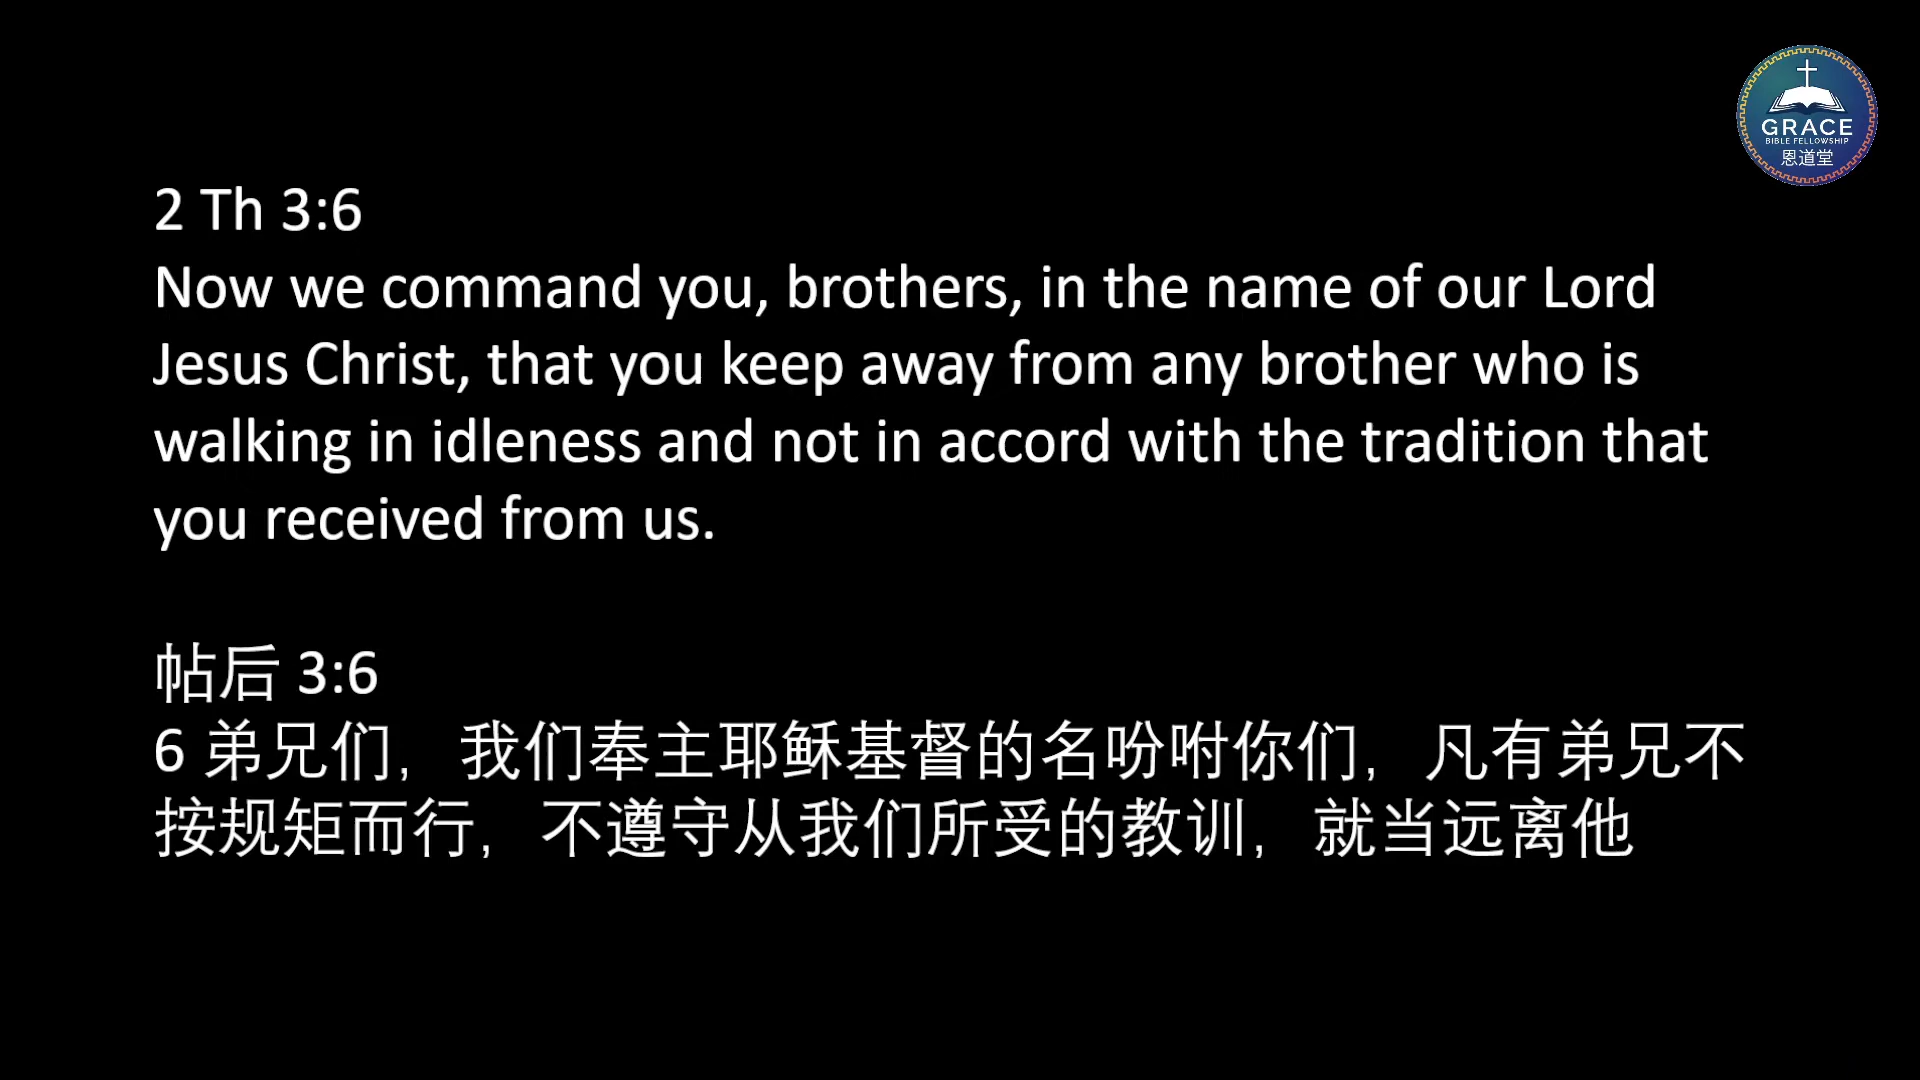 GRACE
BIBLE FELLOWSHIP
恩道堂
2 Th 3:6
Now we command you, brothers, in the name of our Lord
Jesus Christ, that you keep away from any brother who is
walking in idleness and not in accord with the tradition that
you received from us.
帖后 3:6
6 弟兄们，我们奉主耶稣基督的名吩咐你们，凡有弟兄不
按规矩而行，不遵守从我们所受的教训，就当远离他